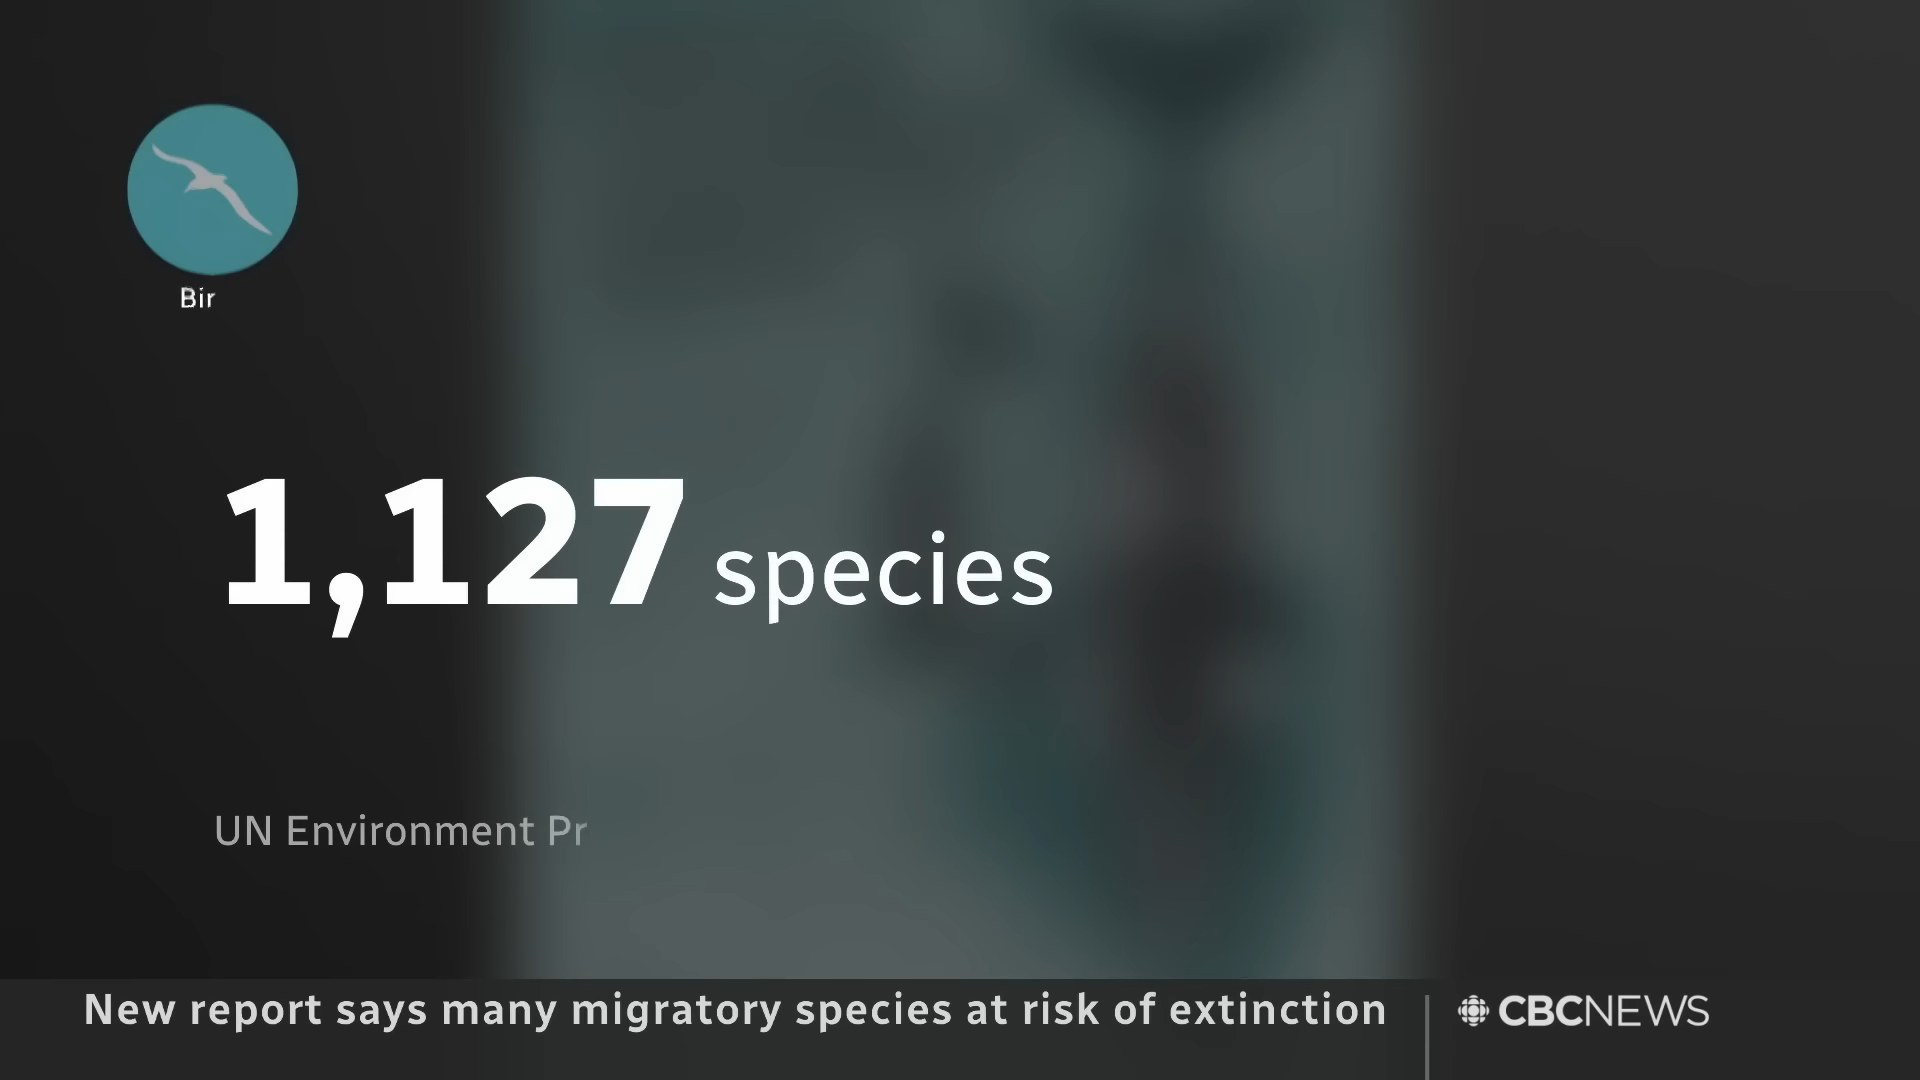 Bir
1,127 species
UN Environment Pr
New report says many migratory species at risk of extinction
CBCNEWS